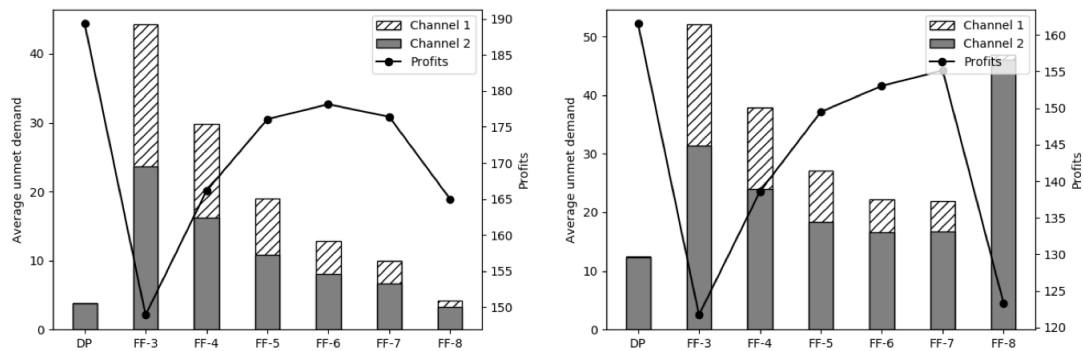 Channel 1
Channel 2
Profits
Average unmet demand
40
30
20
10
0
190
185
180
175
170
165
160
155
150
Profits
DP FF-3 FF-4 FF-5 FF-6 FF-7 FF-8
Channel 1
Channel 2
Profits
Average unmet demand
50
40
30
20
10
0
160
155
150
145
140
135
130
125
120
Profits
DP FF-3 FF-4 FF-5 FF-6 FF-7 FF-8